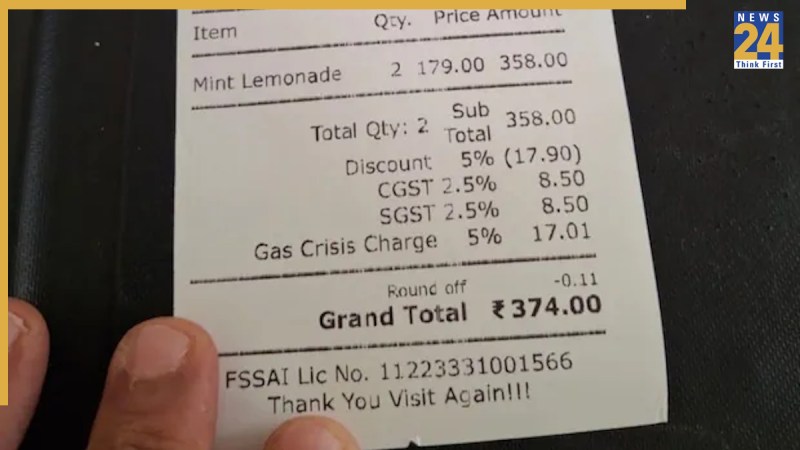 NEWS
24
Think First
Item Qty. Price Amount
Mint Lemonade 2 179.00 358.00
Total Qty: 2 Sub Total 358.00
Discount 5% (17.90)
CGST 2.5% 8.50
SGST 2.5% 8.50
Gas Crisis Charge 5% 17.01
Round off -0.11
Grand Total ₹374.00
FSSAI Lic No. 11223331001566
Thank You Visit Again!!!